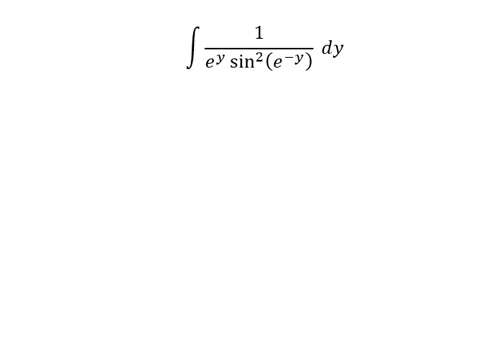 ∫ 1 / (e^y sin²(e^−y)) dy